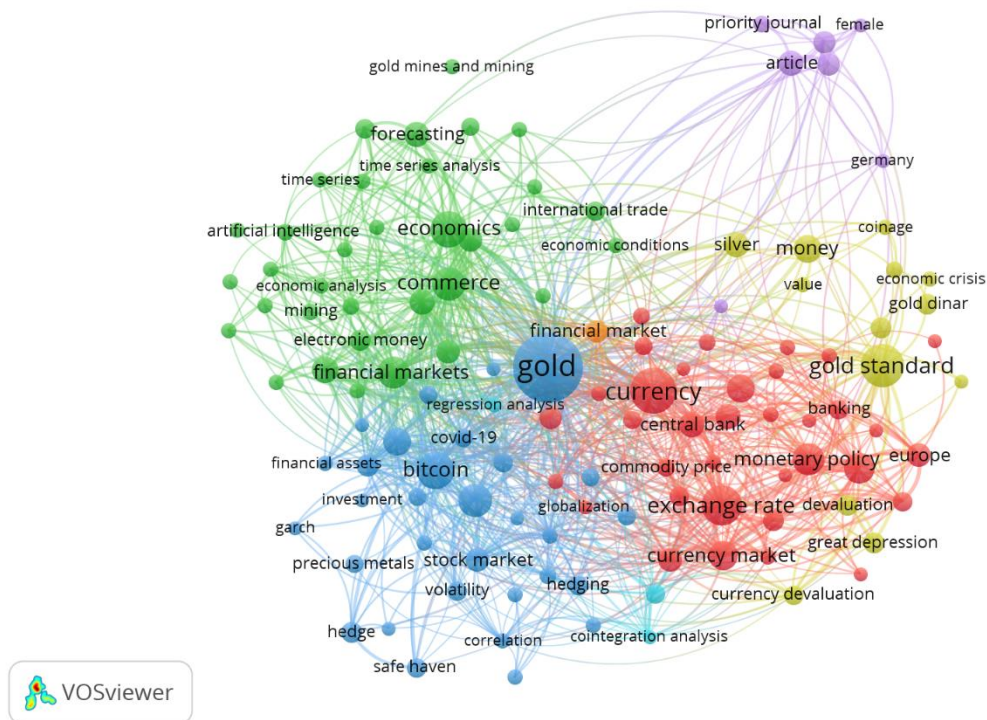 priority journal
female
article
gold mines and mining
forecasting
time series analysis
germany
time series
international trade
artificial intelligence
economics
economic conditions
silver
money
coinage
economic analysis
commerce
value
economic crisis
mining
gold dinar
electronic money
financial market
gold
gold standard
financial markets
currency
regression analysis
central bank
banking
covid-19
financial assets
bitcoin
commodity price
monetary policy
europe
investment
globalization
exchange rate
devaluation
garch
precious metals
stock market
currency market
great depression
volatility
hedging
currency devaluation
hedge
correlation
cointegration analysis
safe haven
VOSviewer